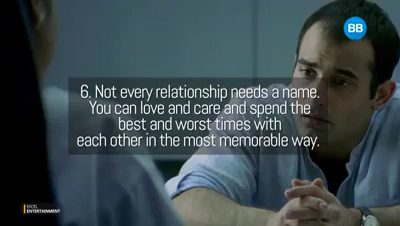 BB
6. Not every relationship needs a name.
You can love and care and spend the
best and worst times with
each other in the most memorable way.
EXCEL
ENTERTAINMENT